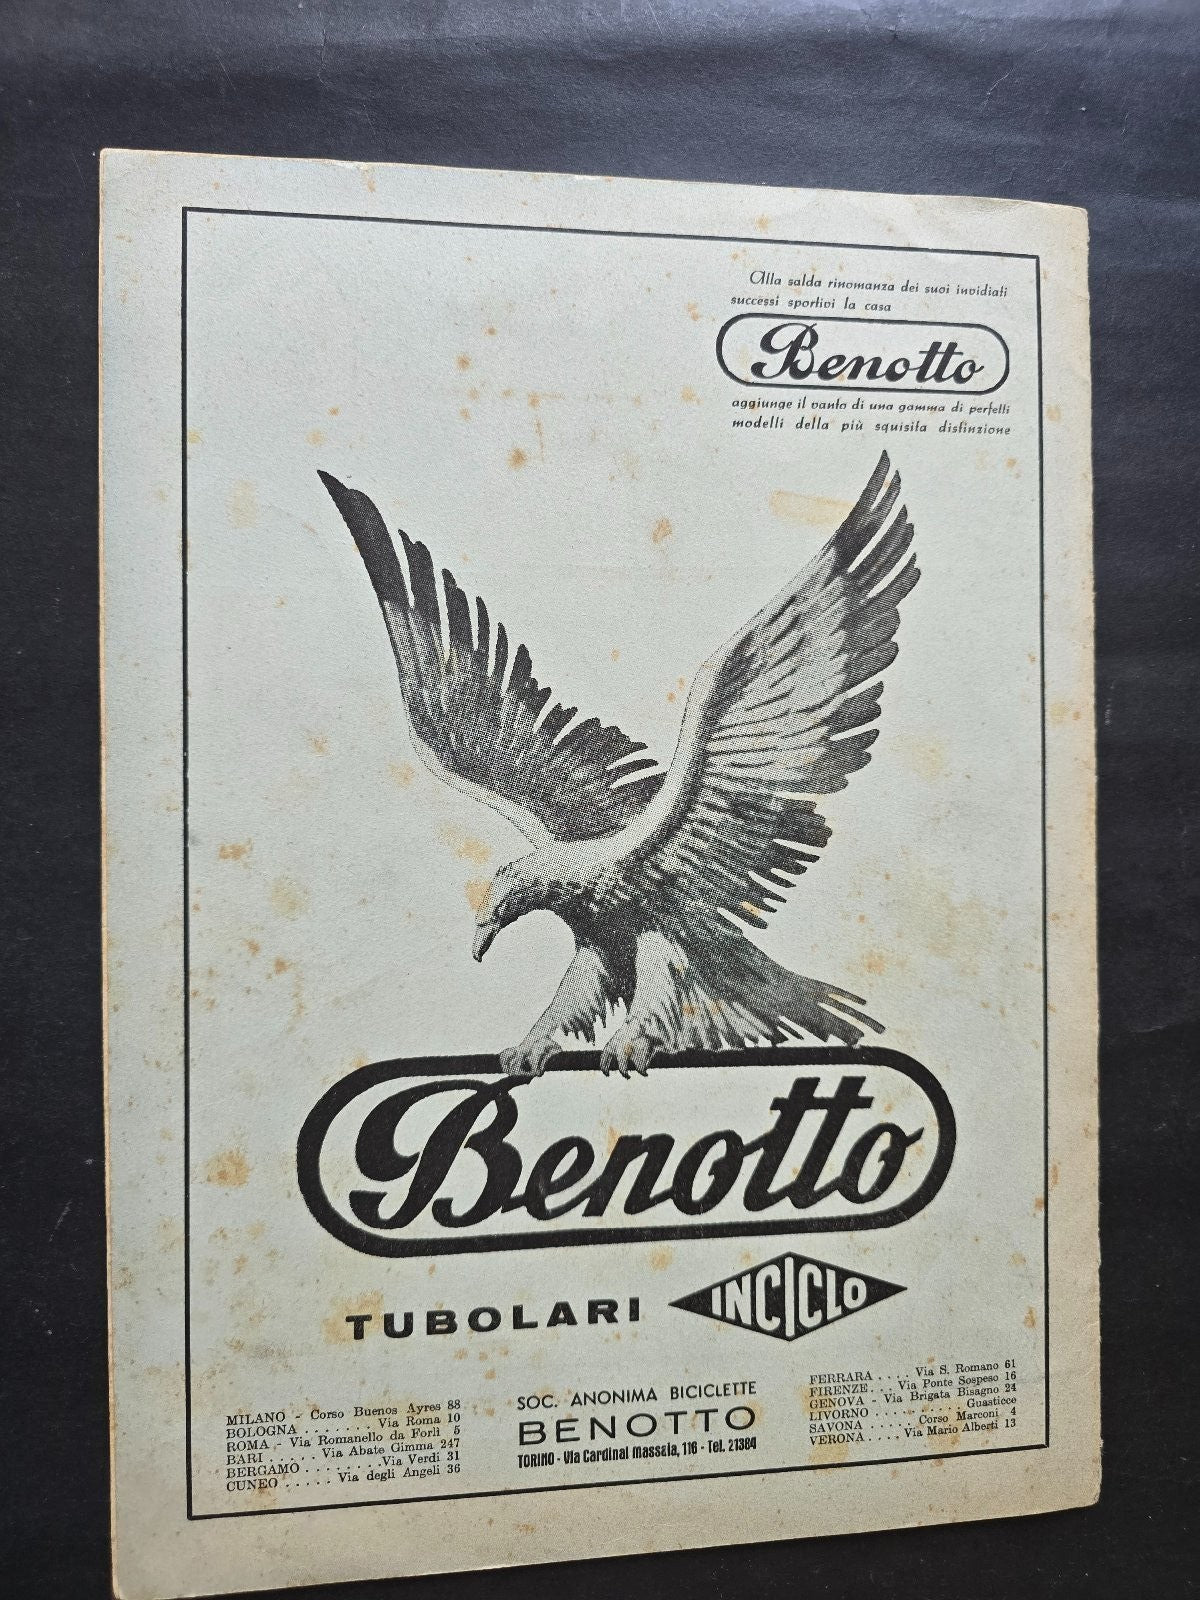 Alla salda rinomanza dei suoi invidiati
successi sportivi la casa
Benotto
aggiunge il vanto di una gamma di perfetti
modelli della più squisita distinzione
Benotto
TUBOLARI INCICLO
MILANO - Corso Buenos Ayres 88
BOLOGNA . . . . . . . Via Roma 10
ROMA - Via Romanello da Forlì 5
BARI . . . . . Via Abate Gimma 247
BERGAMO . . . . . . . . Via Verdi 31
CUNEO . . . . . Via degli Angeli 36
SOC. ANONIMA BICICLETTE
BENOTTO
TORINO - Via Cardinal Massaia, 116 - Tel. 21384
FERRARA . . . . Via S. Romano 61
FIRENZE . . . Via Ponte Sospeso 16
GENOVA - Via Brigata Bisagno 24
LIVORNO . . . . . . . . . . Guasticce
SAVONA . . . . . Corso Marconi 4
VERONA . . . . Via Mario Alberti 13